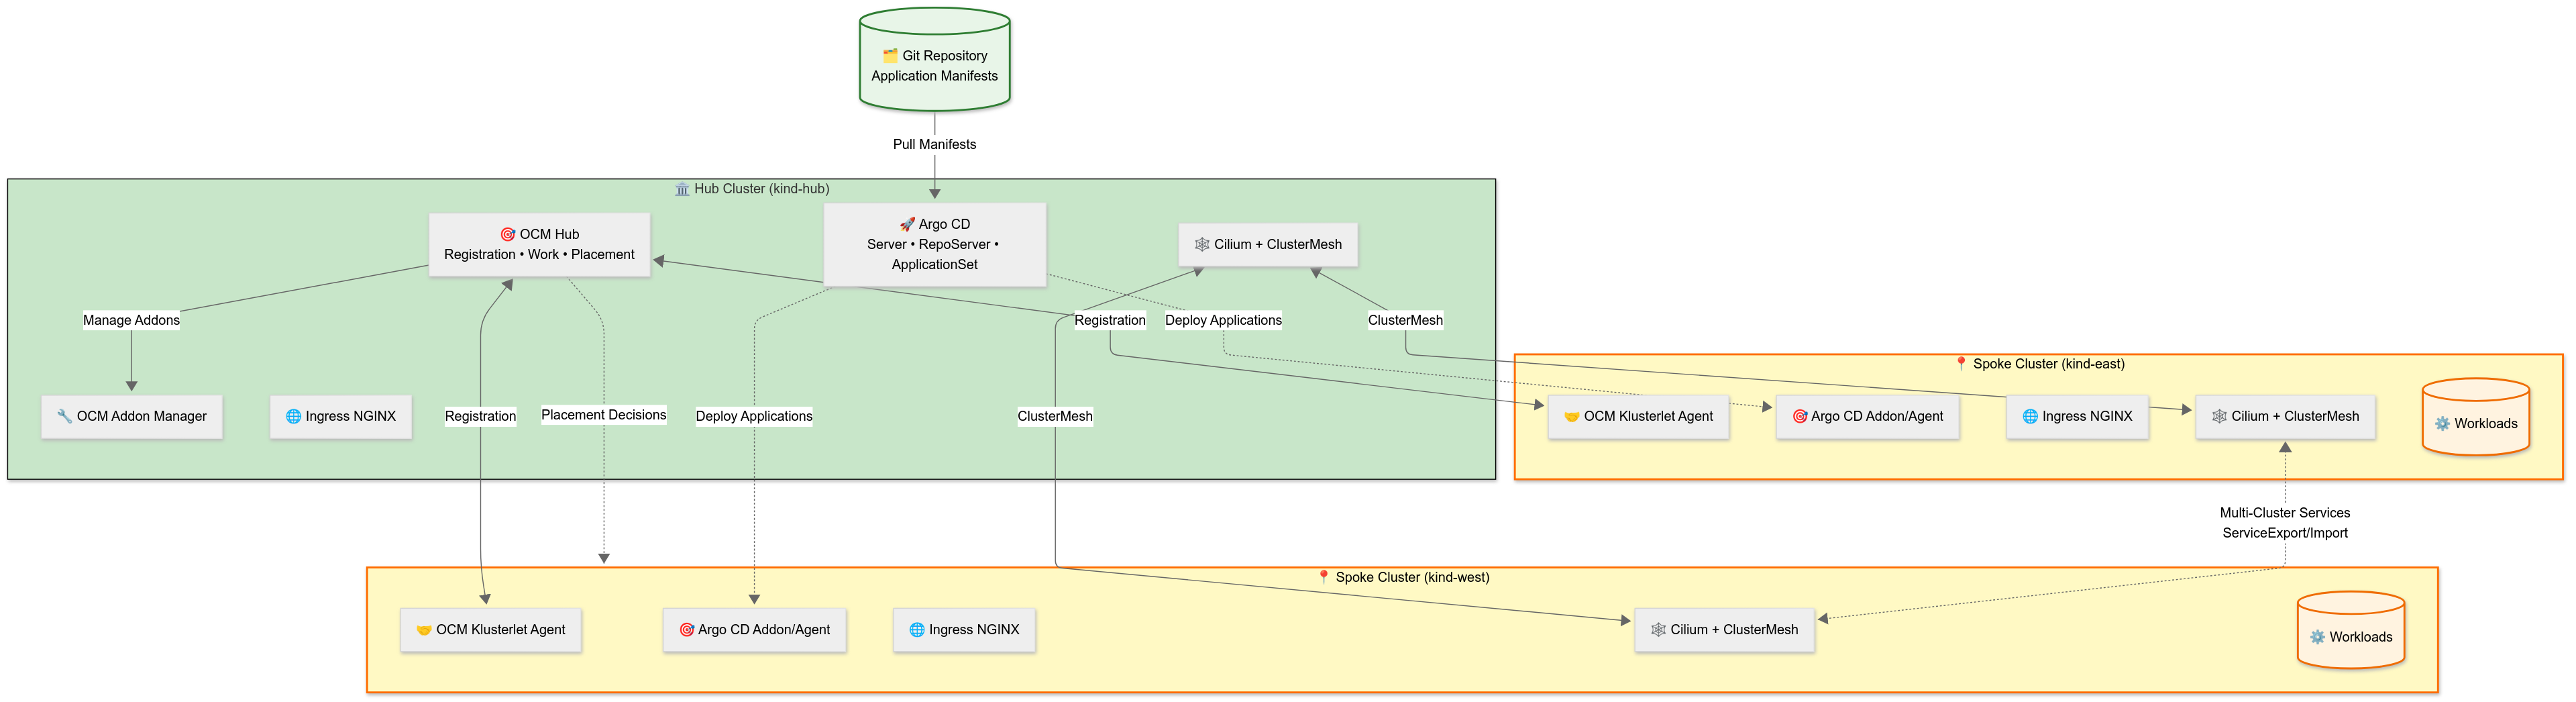 🗂️ Git Repository
Application Manifests
Pull Manifests
🏛️ Hub Cluster (kind-hub)
🎯 OCM Hub
Registration • Work • Placement
🚀 Argo CD
Server • RepoServer •
ApplicationSet
🕸️ Cilium + ClusterMesh
Manage Addons
Registration
Deploy Applications
ClusterMesh
🔧 OCM Addon Manager
🌐 Ingress NGINX
Registration
Placement Decisions
Deploy Applications
ClusterMesh
📍 Spoke Cluster (kind-east)
🤝 OCM Klusterlet Agent
🎯 Argo CD Addon/Agent
🌐 Ingress NGINX
🕸️ Cilium + ClusterMesh
⚙️ Workloads
Multi-Cluster Services
ServiceExport/Import
📍 Spoke Cluster (kind-west)
🤝 OCM Klusterlet Agent
🎯 Argo CD Addon/Agent
🌐 Ingress NGINX
🕸️ Cilium + ClusterMesh
⚙️ Workloads